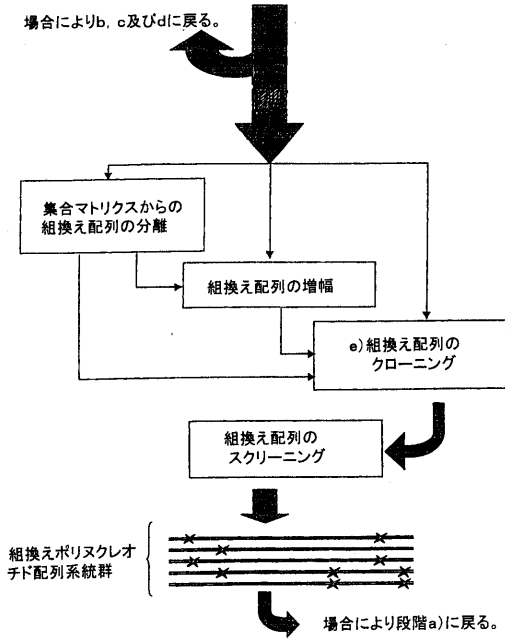 場合によりb, c及びdに戻る。
集合マトリクスからの
組換え配列の分離
組換え配列の増幅
e)組換え配列の
クローニング
組換え配列の
スクリーニング
組換えポリヌクレオ
チド配列系統群
場合により段階a)に戻る。